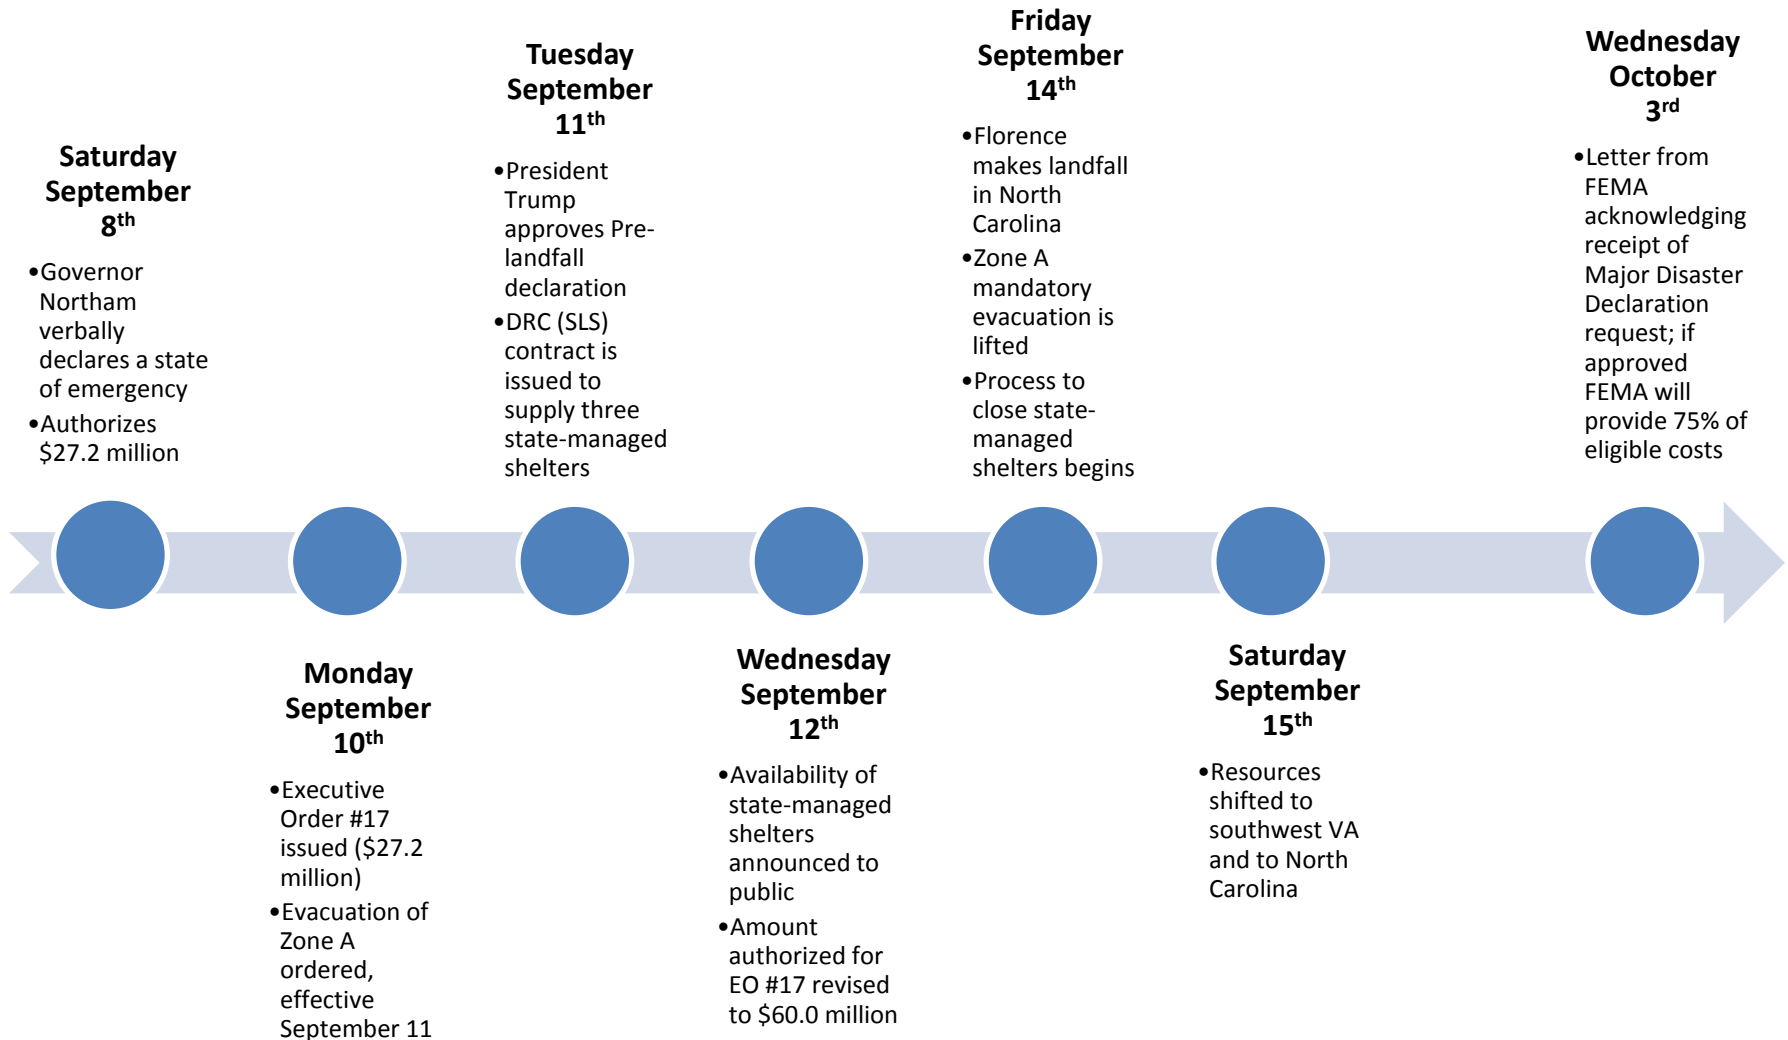 Saturday
September
8th
•Governor
Northam
verbally
declares a state
of emergency
•Authorizes
$27.2 million
Monday
September
10th
•Executive
Order #17
issued ($27.2
million)
•Evacuation of
Zone A
ordered,
effective
September 11
Tuesday
September
11th
•President
Trump
approves Pre-
landfall
declaration
•DRC (SLS)
contract is
issued to
supply three
state-managed
shelters
Wednesday
September
12th
•Availability of
state-managed
shelters
announced to
public
•Amount
authorized for
EO #17 revised
to $60.0 million
Friday
September
14th
•Florence
makes landfall
in North
Carolina
•Zone A
mandatory
evacuation is
lifted
•Process to
close state-
managed
shelters begins
Saturday
September
15th
•Resources
shifted to
southwest VA
and to North
Carolina
Wednesday
October
3rd
•Letter from
FEMA
acknowledging
receipt of
Major Disaster
Declaration
request; if
approved
FEMA will
provide 75% of
eligible costs